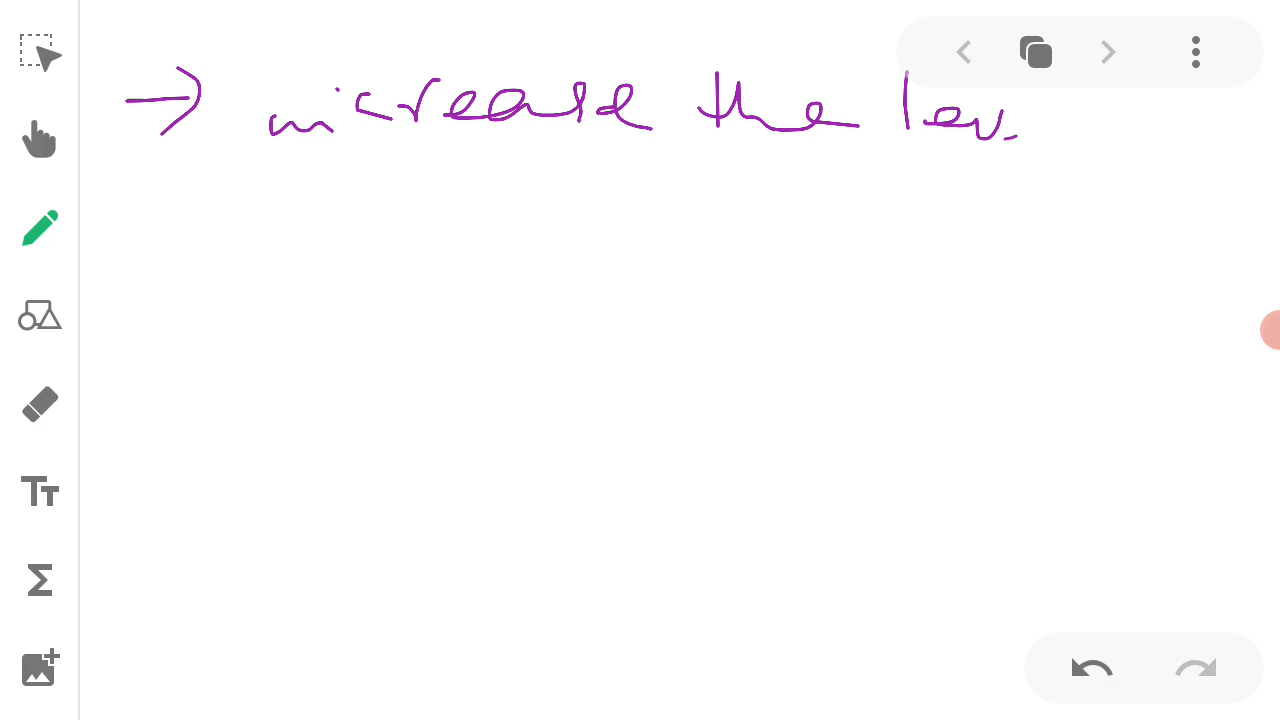 → increase the lev